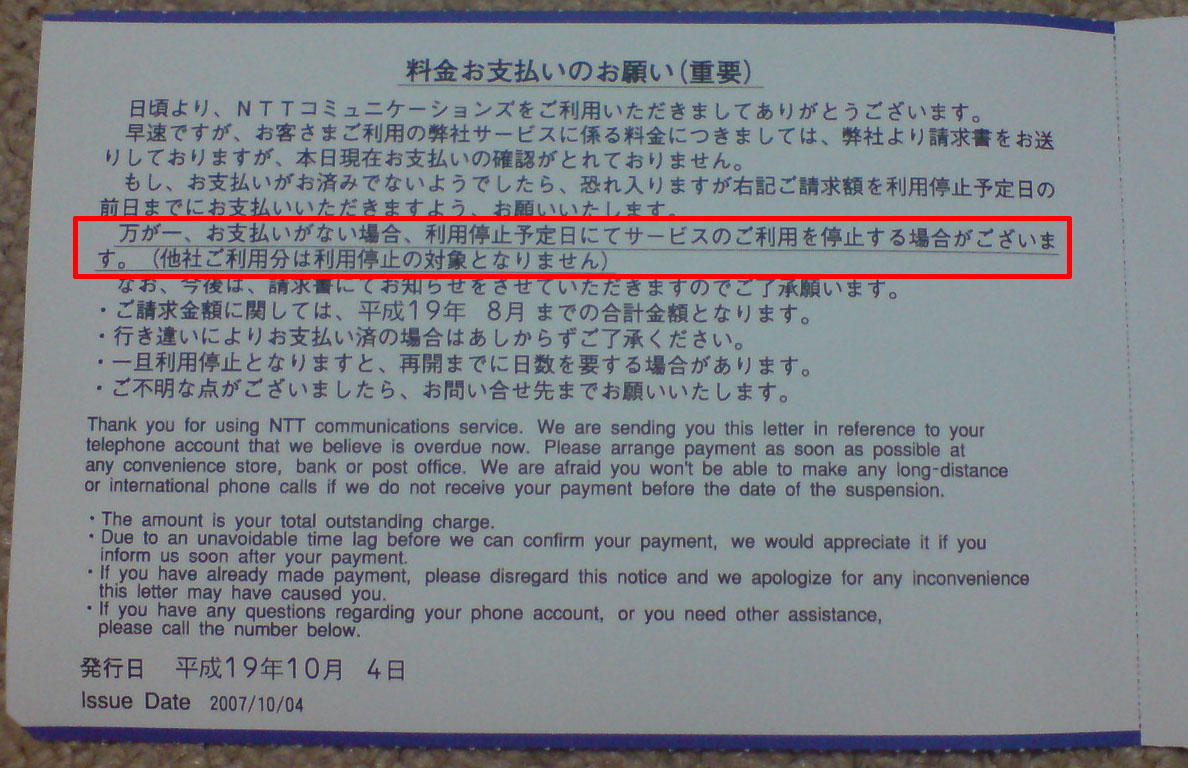 料金お支払いのお願い(重要)
日頃より、NTTコミュニケーションズをご利用いただきましてありがとうございます。
早速ですが、お客さまご利用の弊社サービスに係る料金につきましては、弊社より請求書をお送
りしておりますが、本日現在お支払いの確認がとれておりません。
もし、お支払いがお済みでないようでしたら、恐れ入りますが右記ご請求額を利用停止予定日の
前日までにお支払いいただきますよう、お願いいたします。
万が一、お支払いがない場合、利用停止予定日にてサービスのご利用を停止する場合がございま
す。(他社ご利用分は利用停止の対象となりません)
なお、今後は、請求書にてお知らせをさせていただきますのでご了承願います。
・ご請求金額に関しては、平成19年 8月 までの合計金額となります。
・行き違いによりお支払い済の場合はあしからずご了承ください。
・一旦利用停止となりますと、再開までに日数を要する場合があります。
・ご不明な点がございましたら、お問い合せ先までお願いいたします。
Thank you for using NTT communications service. We are sending you this letter in reference to your
telephone account that we believe is overdue now. Please arrange payment as soon as possible at
any convenience store, bank or post office. We are afraid you won't be able to make any long-distance
or international phone calls if we do not receive your payment before the date of the suspension.
・The amount is your total outstanding charge.
・Due to an unavoidable time lag before we can confirm your payment, we would appreciate it if you
inform us soon after your payment.
・If you have already made payment, please disregard this notice and we apologize for any inconvenience
this letter may have caused you.
・If you have any questions regarding your phone account, or you need other assistance,
please call the number below.
発行日 平成19年10月 4日
Issue Date 2007/10/04